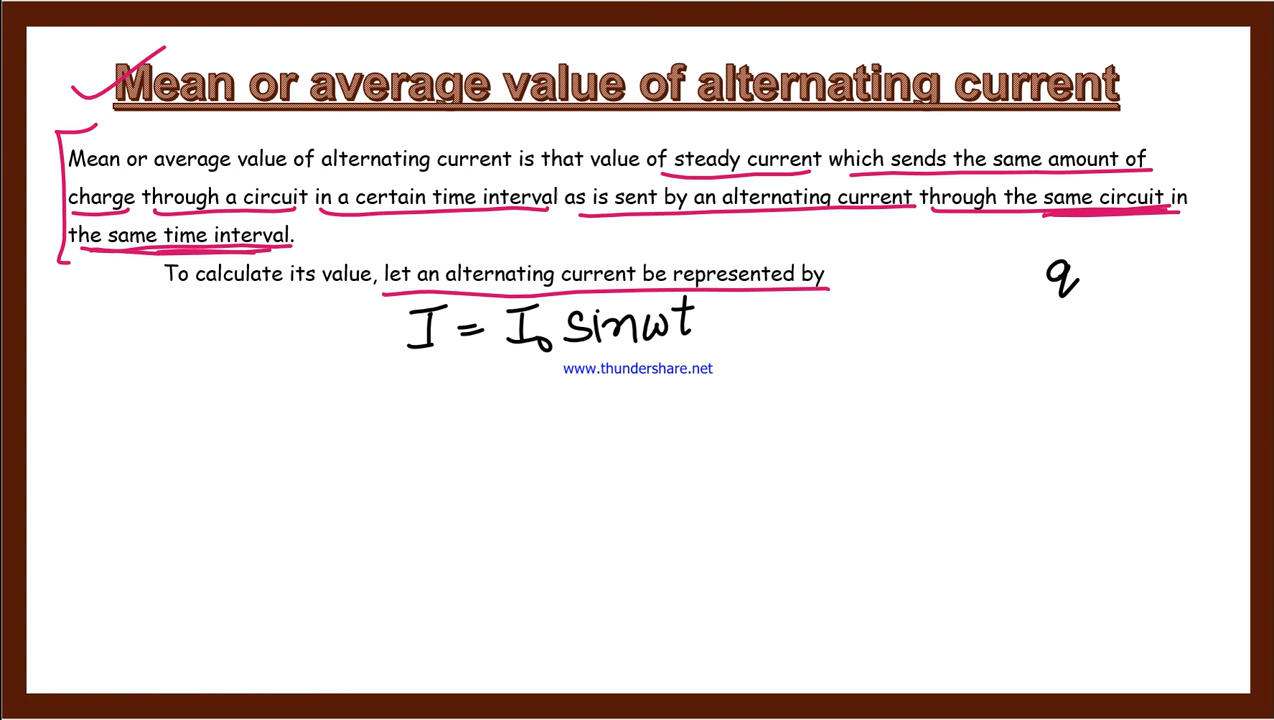 Mean or average value of alternating current
Mean or average value of alternating current is that value of steady current which sends the same amount of
charge through a circuit in a certain time interval as is sent by an alternating current through the same circuit in
the same time interval.
To calculate its value, let an alternating current be represented by
q
I = I₀ sinωt
www.thundershare.net